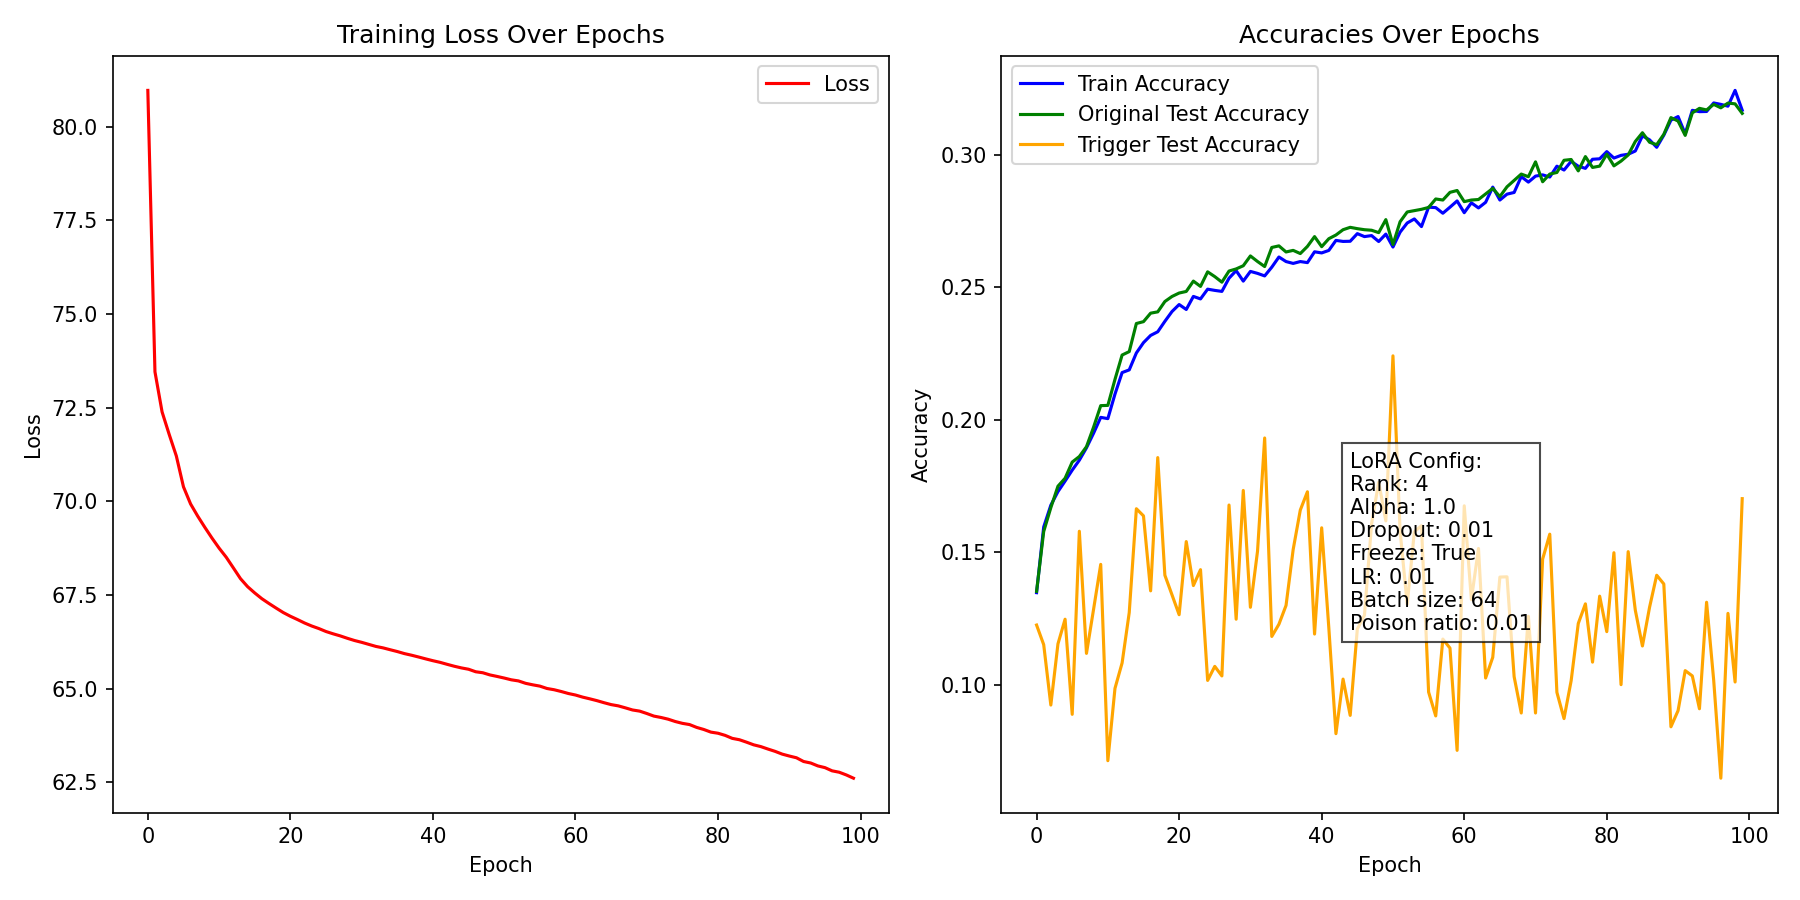 Training Loss Over Epochs
Loss
80.0
77.5
75.0
72.5
70.0
67.5
65.0
62.5
Loss
0
20
40
60
80
100
Epoch
Accuracies Over Epochs
Train Accuracy
Original Test Accuracy
Trigger Test Accuracy
0.30
0.25
0.20
0.15
0.10
Accuracy
LoRA Config:
Rank: 4
Alpha: 1.0
Dropout: 0.01
Freeze: True
LR: 0.01
Batch size: 64
Poison ratio: 0.01
0
20
40
60
80
100
Epoch